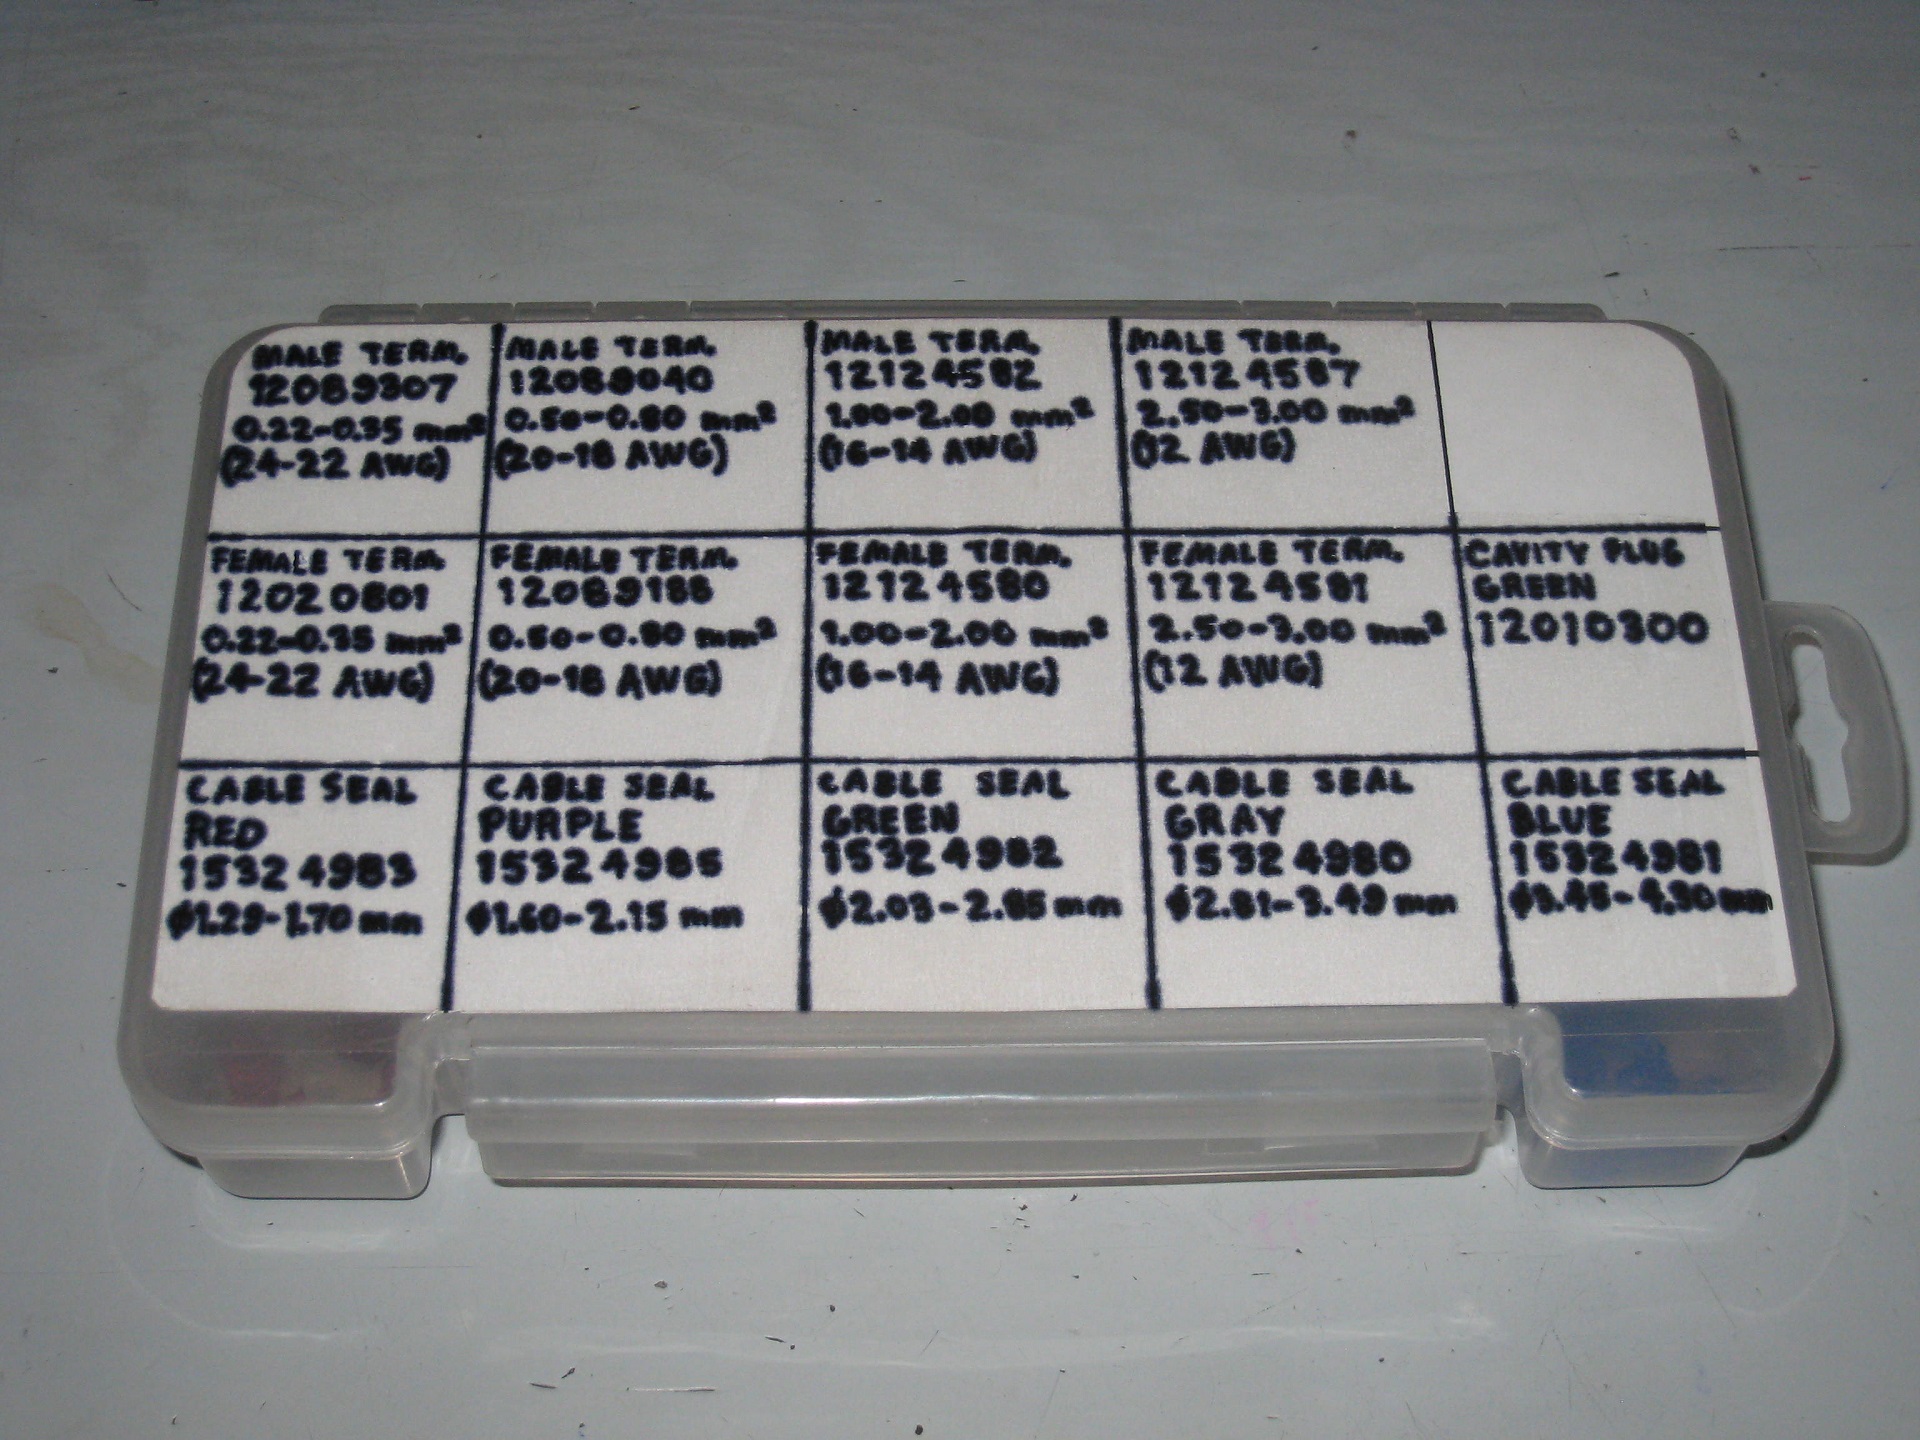 MALE TERM.
12089307
0.22-0.35 mm²
(24-22 AWG)
MALE TERM.
12089040
0.50-0.80 mm²
(20-18 AWG)
MALE TERM.
12124582
1.00-2.00 mm²
(16-14 AWG)
MALE TERM.
12124587
2.50-3.00 mm²
(12 AWG)
FEMALE TERM.
12020801
0.22-0.35 mm²
(24-22 AWG)
FEMALE TERM.
12089188
0.50-0.80 mm²
(20-18 AWG)
FEMALE TERM.
12124580
1.00-2.00 mm²
(16-14 AWG)
FEMALE TERM.
12124581
2.50-3.00 mm²
(12 AWG)
CAVITY PLUG
GREEN
12010300
CABLE SEAL
RED
15324983
Ø1.29-1.70 mm
CABLE SEAL
PURPLE
15324985
Ø1.60-2.15 mm
CABLE SEAL
GREEN
15324982
Ø2.03-2.85 mm
CABLE SEAL
GRAY
15324980
Ø2.81-3.49 mm
CABLE SEAL
BLUE
15324981
Ø3.45-4.30 mm